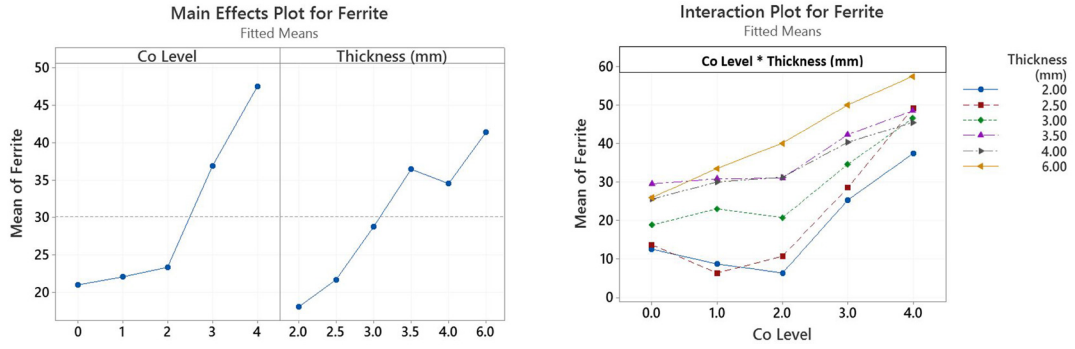 Main Effects Plot for Ferrite
Fitted Means
Co Level
Thickness (mm)
Mean of Ferrite
50
45
40
35
30
25
20
0 1 2 3 4
2.0 2.5 3.0 3.5 4.0 6.0
Interaction Plot for Ferrite
Fitted Means
Co Level * Thickness (mm)
Mean of Ferrite
60
50
40
30
20
10
0
0.0 1.0 2.0 3.0 4.0
Co Level
Thickness
(mm)
2.00
2.50
3.00
3.50
4.00
6.00